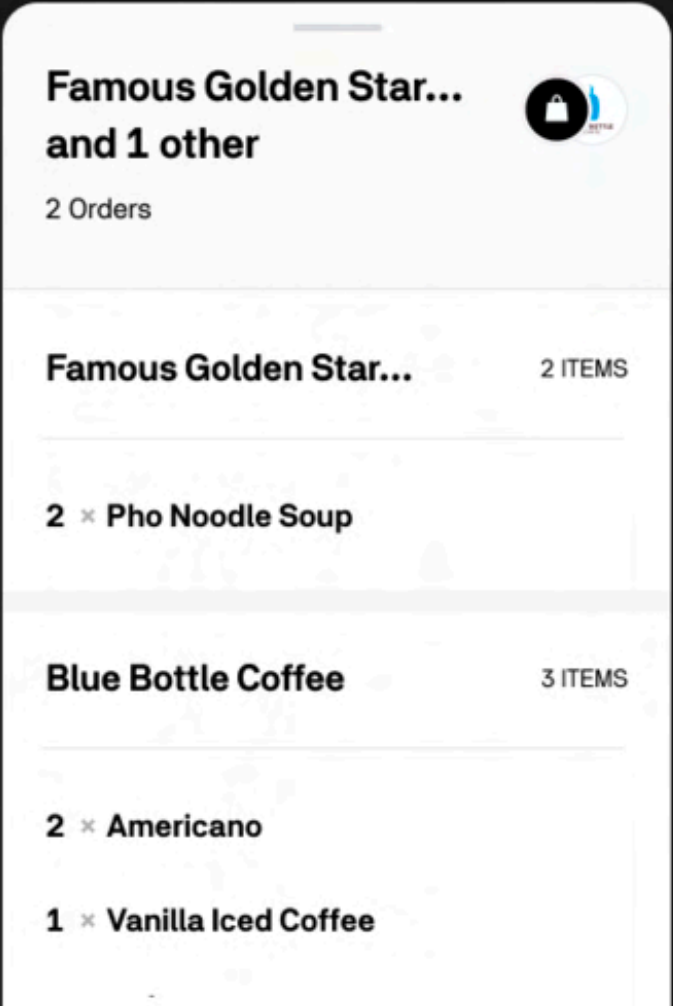 Famous Golden Star...
and 1 other
2 Orders
Famous Golden Star...
2 ITEMS
2 × Pho Noodle Soup
Blue Bottle Coffee
3 ITEMS
2 × Americano
1 × Vanilla Iced Coffee